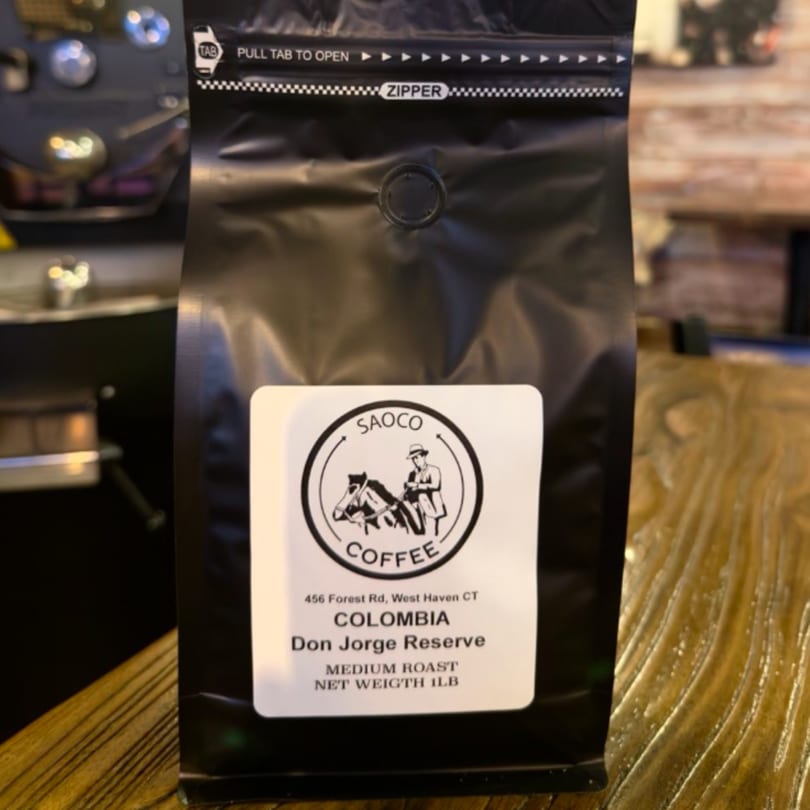 TAB PULL TAB TO OPEN
ZIPPER
SAOCO
COFFEE
456 Forest Rd, West Haven CT
COLOMBIA
Don Jorge Reserve
MEDIUM ROAST
NET WEIGTH 1LB